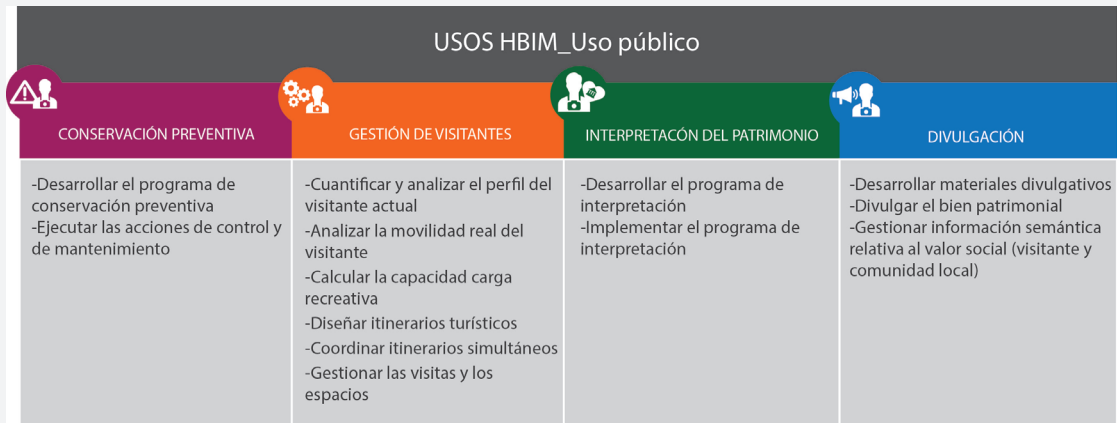 USOS HBIM_Uso público
CONSERVACIÓN PREVENTIVA
-Desarrollar el programa de
conservación preventiva
-Ejecutar las acciones de control y
de mantenimiento
GESTIÓN DE VISITANTES
-Cuantificar y analizar el perfil del
visitante actual
-Analizar la movilidad real del
visitante
-Calcular la capacidad carga
recreativa
-Diseñar itinerarios turísticos
-Coordinar itinerarios simultáneos
-Gestionar las visitas y los
espacios
INTERPRETACÓN DEL PATRIMONIO
-Desarrollar el programa de
interpretación
-Implementar el programa de
interpretación
DIVULGACIÓN
-Desarrollar materiales divulgativos
-Divulgar el bien patrimonial
-Gestionar información semántica
relativa al valor social (visitante y
comunidad local)